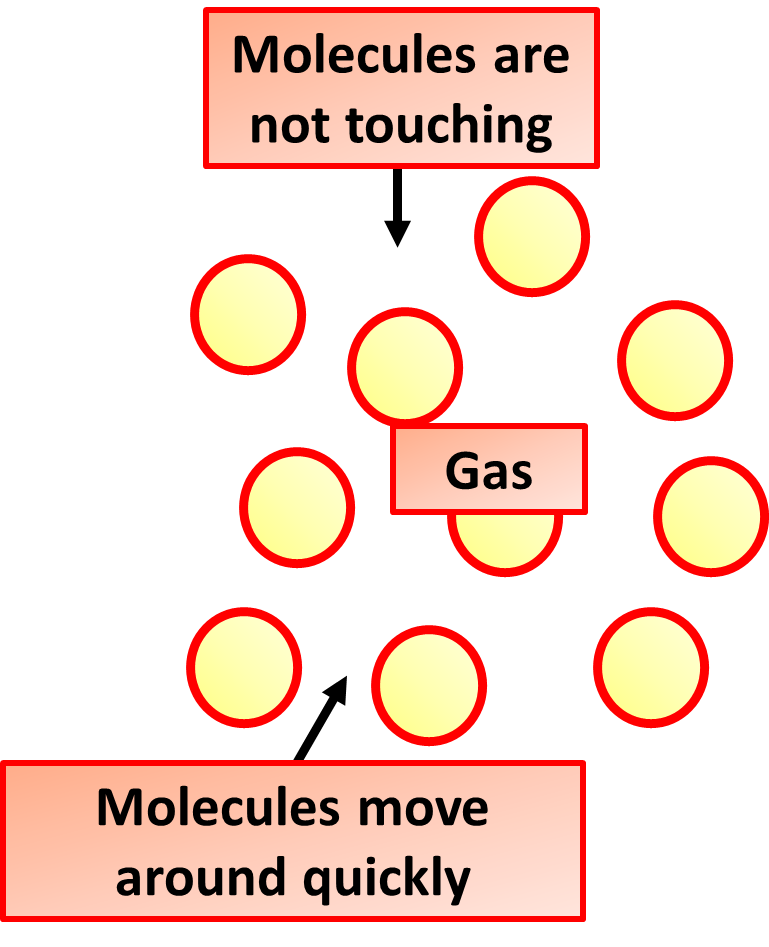 Molecules are
not touching
Gas
Molecules move
around quickly